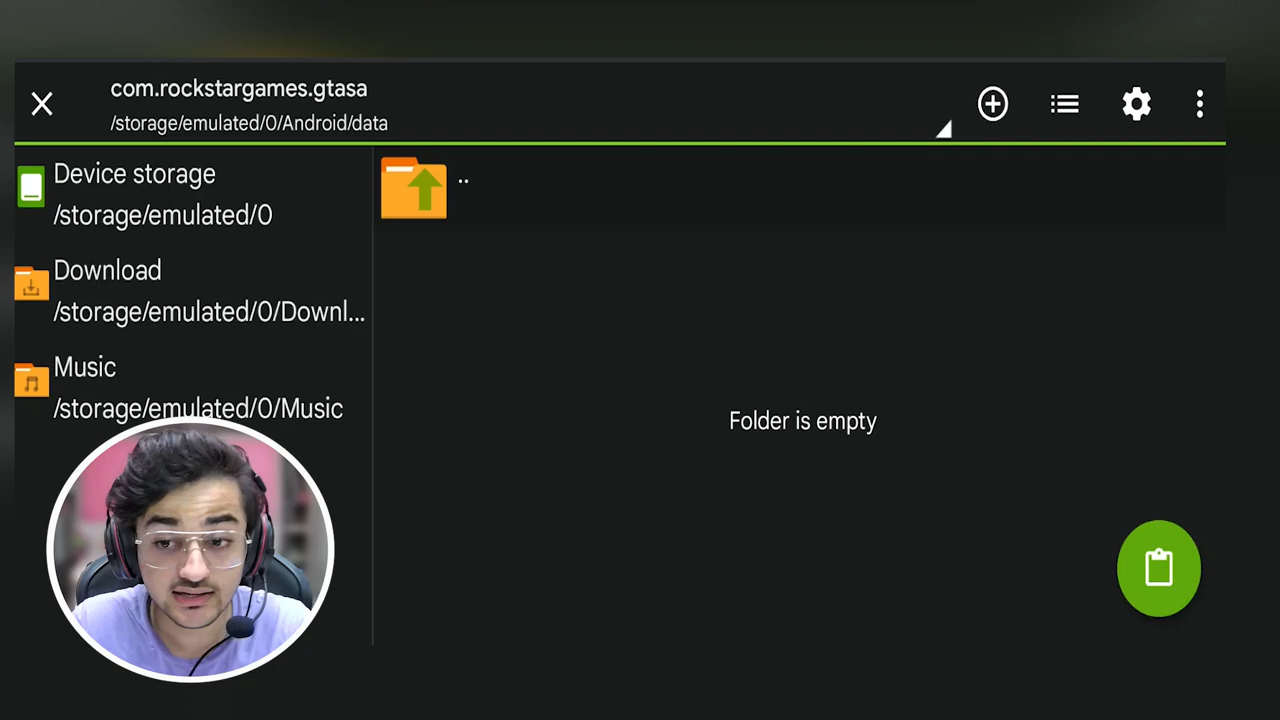 com.rockstargames.gtasa
/storage/emulated/0/Android/data
Device storage
/storage/emulated/0
Download
/storage/emulated/0/Downl...
Music
/storage/emulated/0/Music
..
Folder is empty